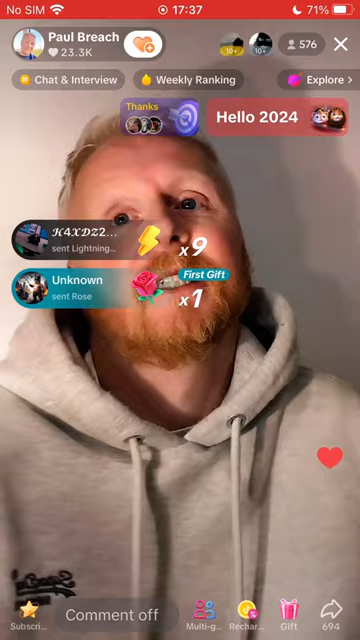 No SIM 17:37 71%
Paul Breach
23.3K
10+ 10+ 576
Chat & Interview Weekly Ranking Explore >
Thanks
Hello 2024
ℋ4𝒳𝒟𝒵2...
sent Lightning...
x9
Unknown
sent Rose
First Gift
x1
Subscri...
Comment off
Multi-g...
Rechar...
Gift
694